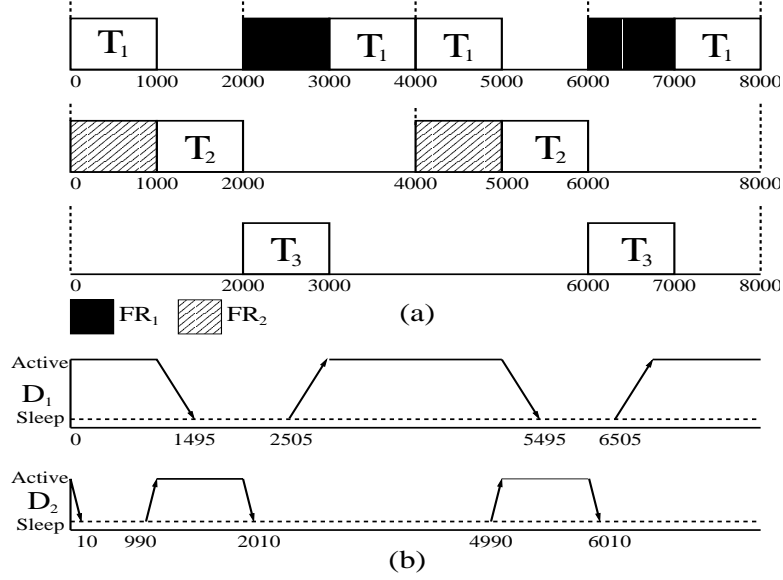 T1 T1 T1 T1
0 1000 2000 3000 4000 5000 6000 7000 8000
T2 T2
0 1000 2000 4000 5000 6000 8000
T3 T3
2000 3000 6000 7000 8000
FR1 FR2 (a)
Active
D1
Sleep
0 1495 2505 5495 6505
Active
D2
Sleep
10 990 2010 4990 6010
(b)